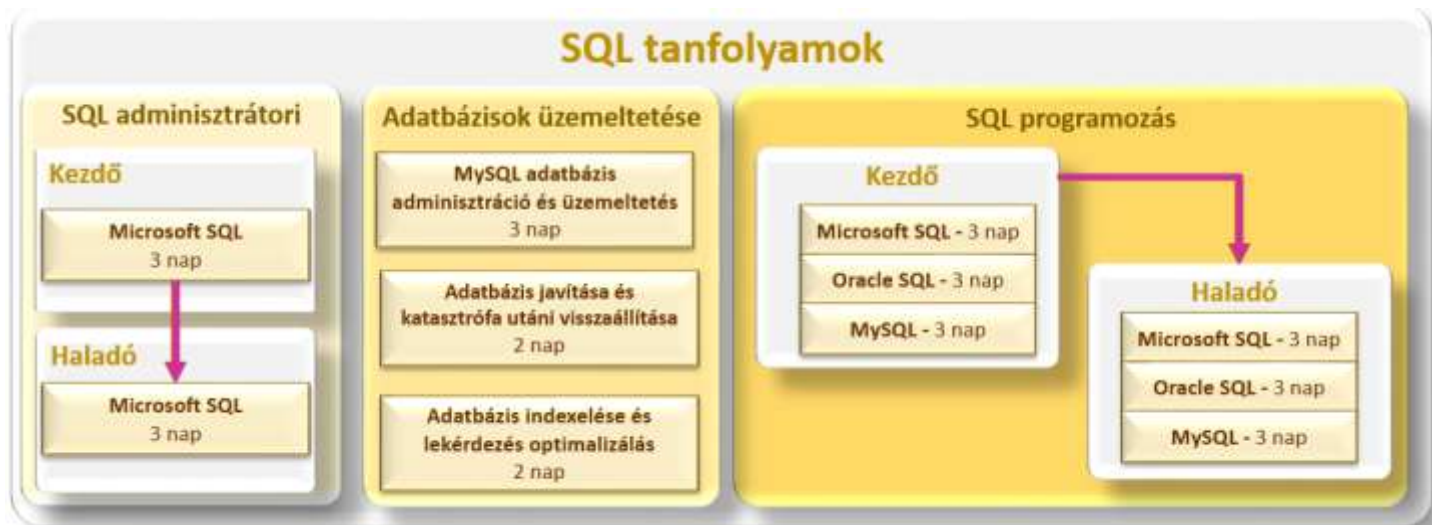 SQL tanfolyamok
SQL adminisztrátori
Kezdő
Microsoft SQL
3 nap
Haladó
Microsoft SQL
3 nap
Adatbázisok üzemeltetése
MySQL adatbázis
adminisztráció és üzemeltetés
3 nap
Adatbázis javítása és
katasztrófa utáni visszaállítása
2 nap
Adatbázis indexelése és
lekérdezés optimalizálás
2 nap
SQL programozás
Kezdő
Microsoft SQL - 3 nap
Oracle SQL - 3 nap
MySQL - 3 nap
Haladó
Microsoft SQL - 3 nap
Oracle SQL - 3 nap
MySQL - 3 nap